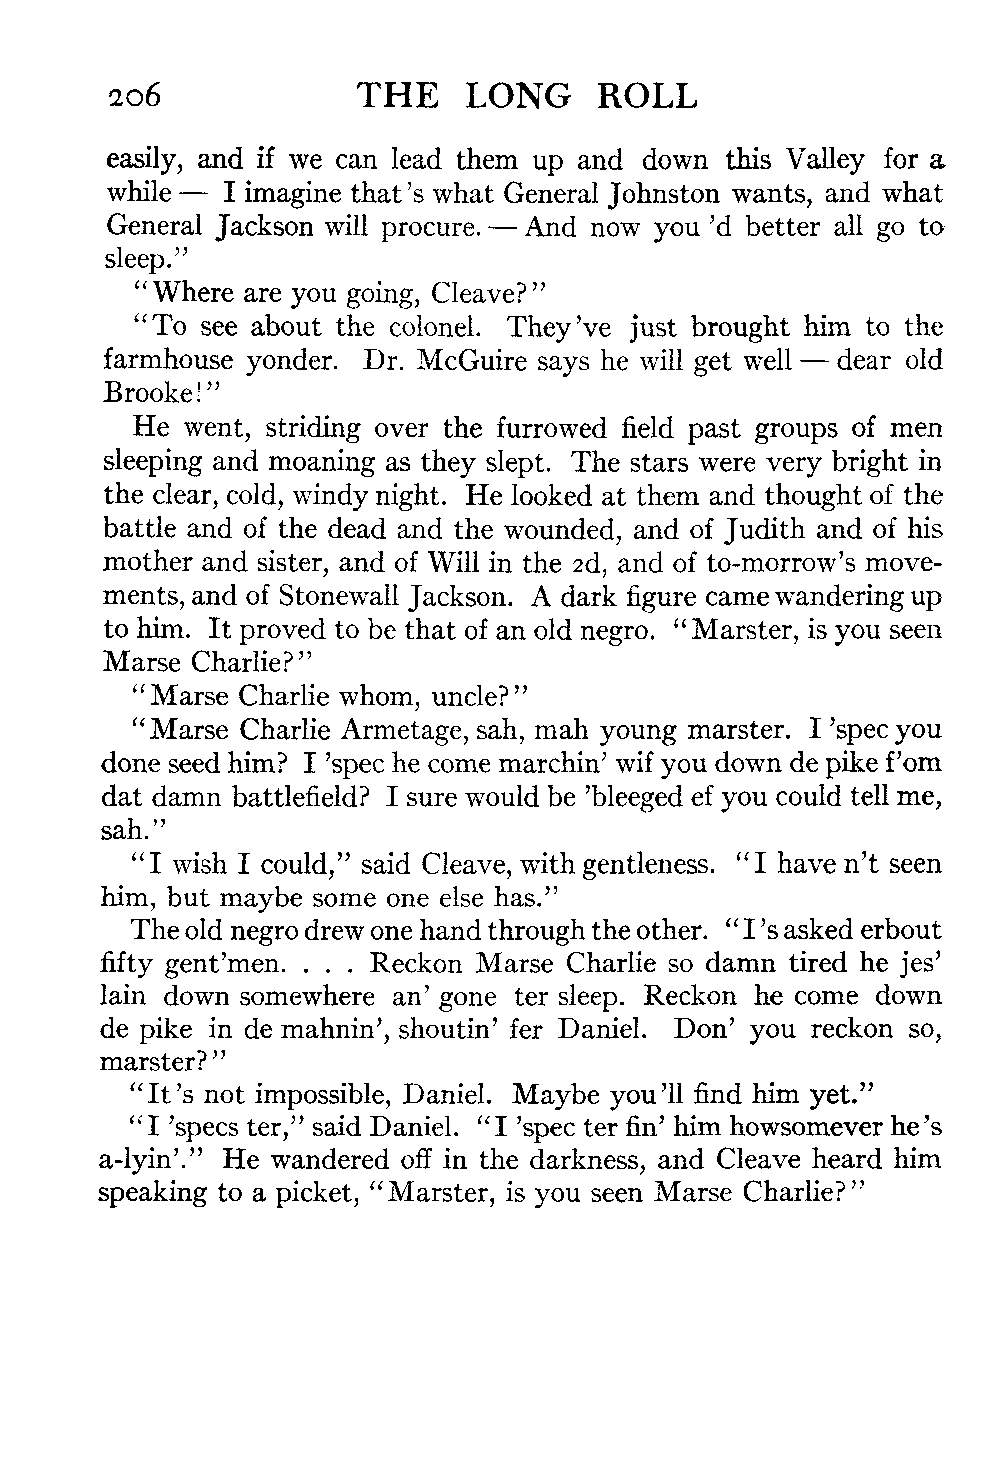 206 THE LONG ROLL
easily, and if we can lead them up and down this Valley for a
while — I imagine that 's what General Johnston wants, and what
General Jackson will procure. — And now you 'd better all go to
sleep."
"Where are you going, Cleave?"
"To see about the colonel. They 've just brought him to the
farmhouse yonder. Dr. McGuire says he will get well — dear old
Brooke!"
He went, striding over the furrowed field past groups of men
sleeping and moaning as they slept. The stars were very bright in
the clear, cold, windy night. He looked at them and thought of the
battle and of the dead and the wounded, and of Judith and of his
mother and sister, and of Will in the 2d, and of to-morrow's move-
ments, and of Stonewall Jackson. A dark figure came wandering up
to him. It proved to be that of an old negro. "Marster, is you seen
Marse Charlie?"
"Marse Charlie whom, uncle?"
"Marse Charlie Armetage, sah, mah young marster. I 'spec you
done seed him? I 'spec he come marchin' wif you down de pike f'om
dat damn battlefield? I sure would be 'bleeged ef you could tell me,
sah."
"I wish I could," said Cleave, with gentleness. "I have n't seen
him, but maybe some one else has."
The old negro drew one hand through the other. "I 's asked erbout
fifty gent'men. . . . Reckon Marse Charlie so damn tired he jes'
lain down somewhere an' gone ter sleep. Reckon he come down
de pike in de mahnin', shoutin' fer Daniel. Don' you reckon so,
marster?"
"It 's not impossible, Daniel. Maybe you 'll find him yet."
"I 'specs ter," said Daniel. "I 'spec ter fin' him howsomever he 's
a-lyin'." He wandered off in the darkness, and Cleave heard him
speaking to a picket, "Marster, is you seen Marse Charlie?"